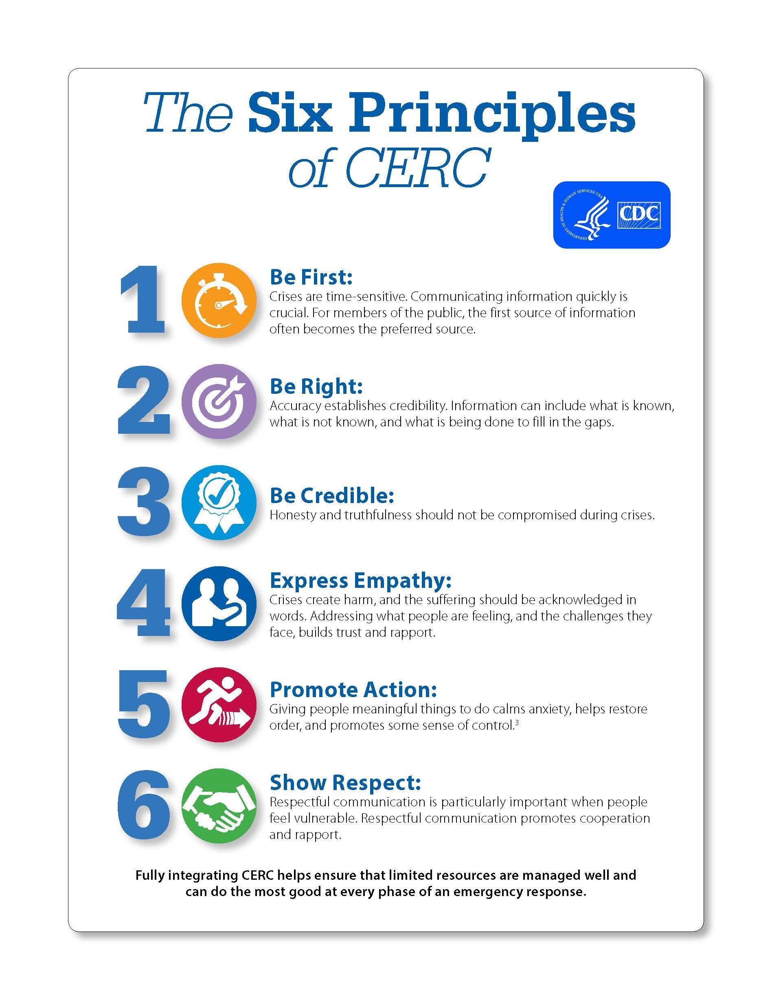 The Six Principles
of CERC
DEPARTMENT OF HEALTH & HUMAN SERVICES·USA
CDC
1
Be First:
Crises are time-sensitive. Communicating information quickly is
crucial. For members of the public, the first source of information
often becomes the preferred source.
2
Be Right:
Accuracy establishes credibility. Information can include what is known,
what is not known, and what is being done to fill in the gaps.
3
Be Credible:
Honesty and truthfulness should not be compromised during crises.
4
Express Empathy:
Crises create harm, and the suffering should be acknowledged in
words. Addressing what people are feeling, and the challenges they
face, builds trust and rapport.
5
Promote Action:
Giving people meaningful things to do calms anxiety, helps restore
order, and promotes some sense of control.³
6
Show Respect:
Respectful communication is particularly important when people
feel vulnerable. Respectful communication promotes cooperation
and rapport.
Fully integrating CERC helps ensure that limited resources are managed well and
can do the most good at every phase of an emergency response.